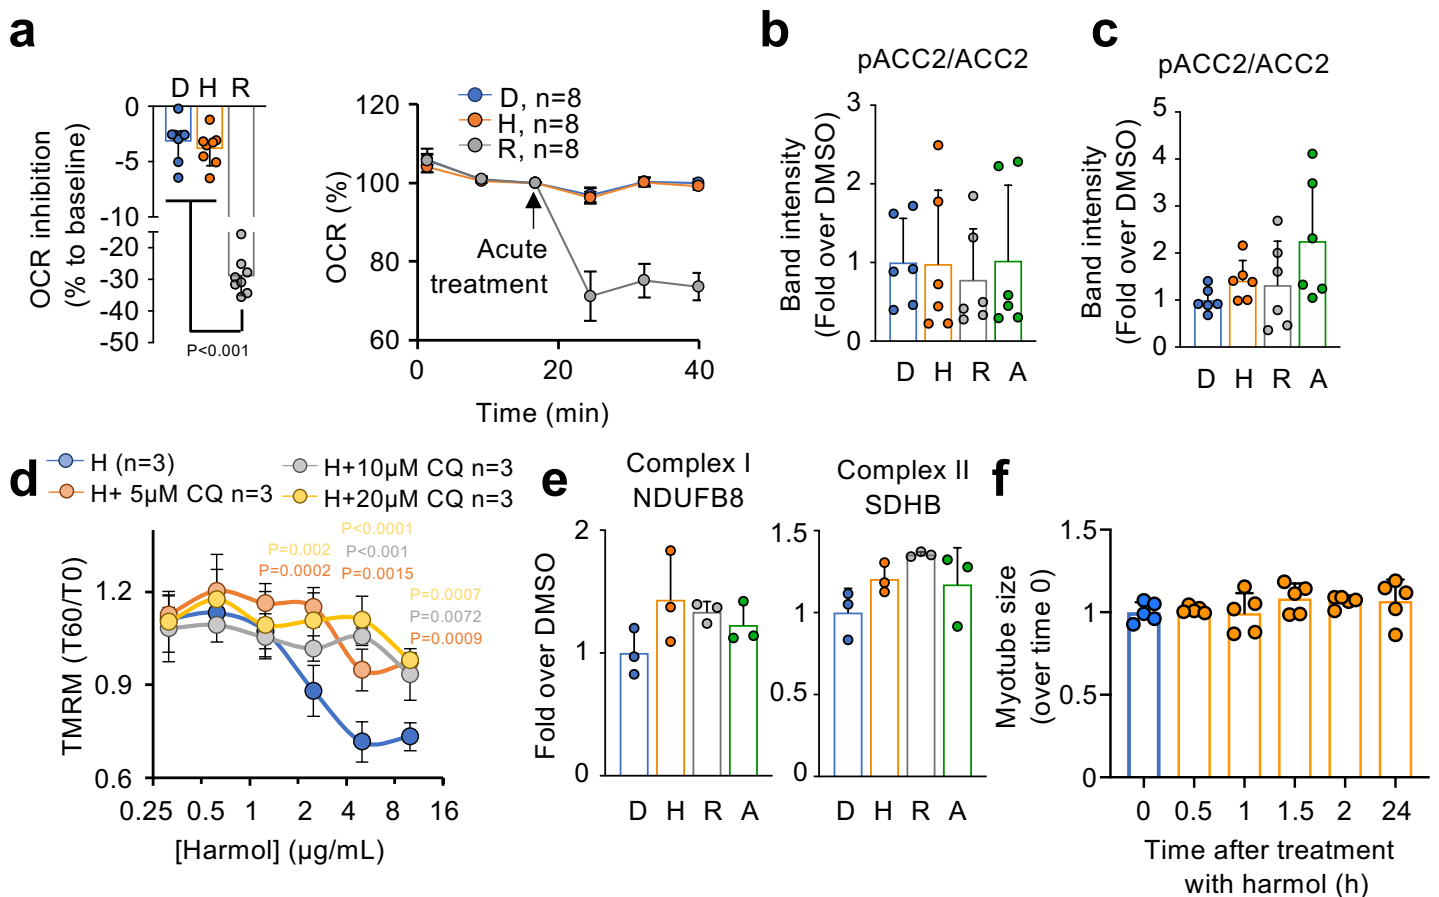 a
D H R
0
-5
-10
-20
-30
-40
-50
OCR inhibition
(% to baseline)
P<0.001
D, n=8
H, n=8
R, n=8
120
100
80
60
OCR (%)
Acute
treatment
0 20 40
Time (min)
b
pACC2/ACC2
3
2
1
0
Band intensity
(Fold over DMSO)
D H R A
c
pACC2/ACC2
5
4
3
2
1
0
Band intensity
(Fold over DMSO)
D H R A
d
H (n=3)
H+ 5µM CQ n=3
H+10µM CQ n=3
H+20µM CQ n=3
P<0.0001
P=0.002
P<0.001
P=0.0002
P=0.0015
P=0.0007
P=0.0072
P=0.0009
1.2
0.9
0.6
TMRM (T60/T0)
0.25 0.5 1 2 4 8 16
[Harmol] (µg/mL)
e
Complex I
NDUFB8
2
1
0
Fold over DMSO
D H R A
Complex II
SDHB
1.5
1
0.5
0
D H R A
f
1.5
1
0.5
0
Myotube size
(over time 0)
0 0.5 1 1.5 2 24
Time after treatment
with harmol (h)